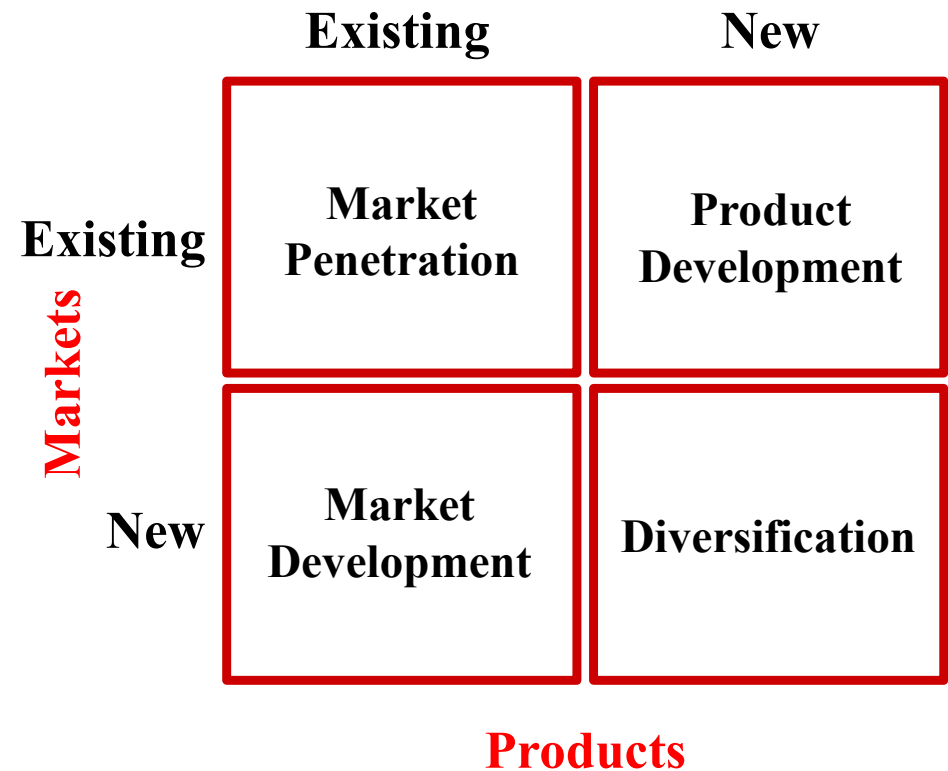 Existing New
Market
Penetration
Product
Development
Existing
Markets
New
Market
Development
Diversification
Products